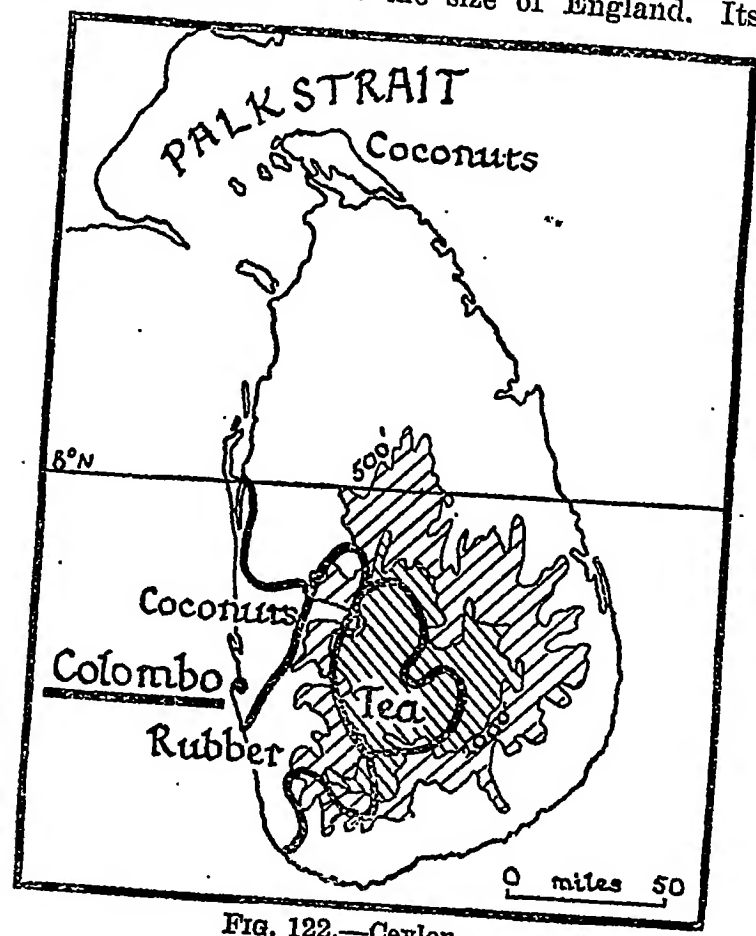 the size of England. Its
PALK STRAIT
Coconuts
500'
8°N
Coconuts
Colombo
Tea
Rubber
0 miles 50
FIG. 122.—Ceylon